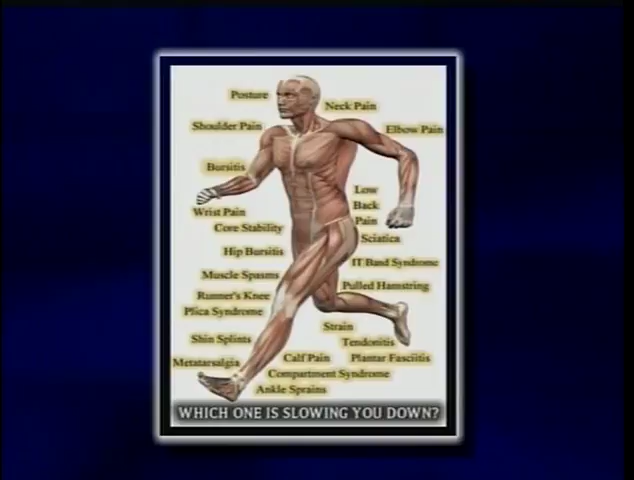 Posture
Neck Pain
Shoulder Pain
Elbow Pain
Bursitis
Low
Back
Pain
Wrist Pain
Core Stability
Sciatica
Hip Bursitis
IT Band Syndrome
Muscle Spasms
Pulled Hamstring
Runner's Knee
Plica Syndrome
Strain
Shin Splints
Tendonitis
Metatarsalgia
Calf Pain
Plantar Fasciitis
Compartment Syndrome
Ankle Sprains
WHICH ONE IS SLOWING YOU DOWN?